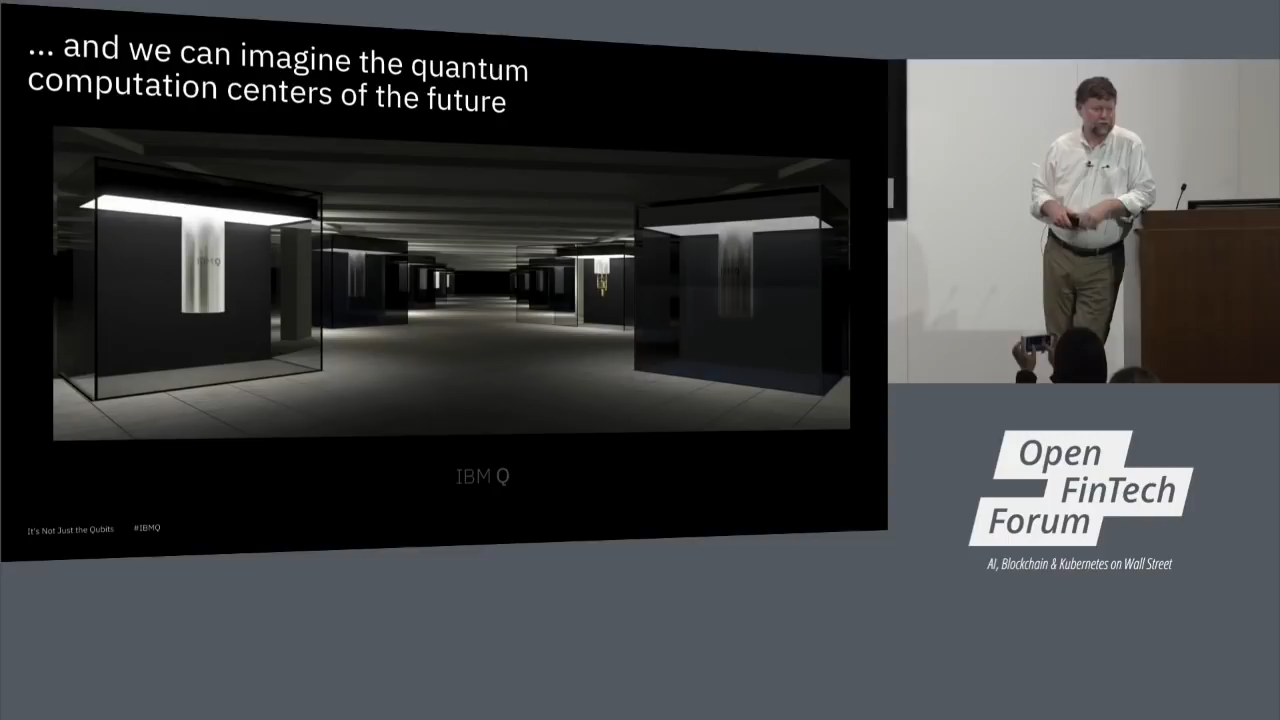 ... and we can imagine the quantum
computation centers of the future
IBM Q
IBM Q
It's Not Just the Qubits #IBMQ
Open
FinTech
Forum
AI, Blockchain & Kubernetes on Wall Street